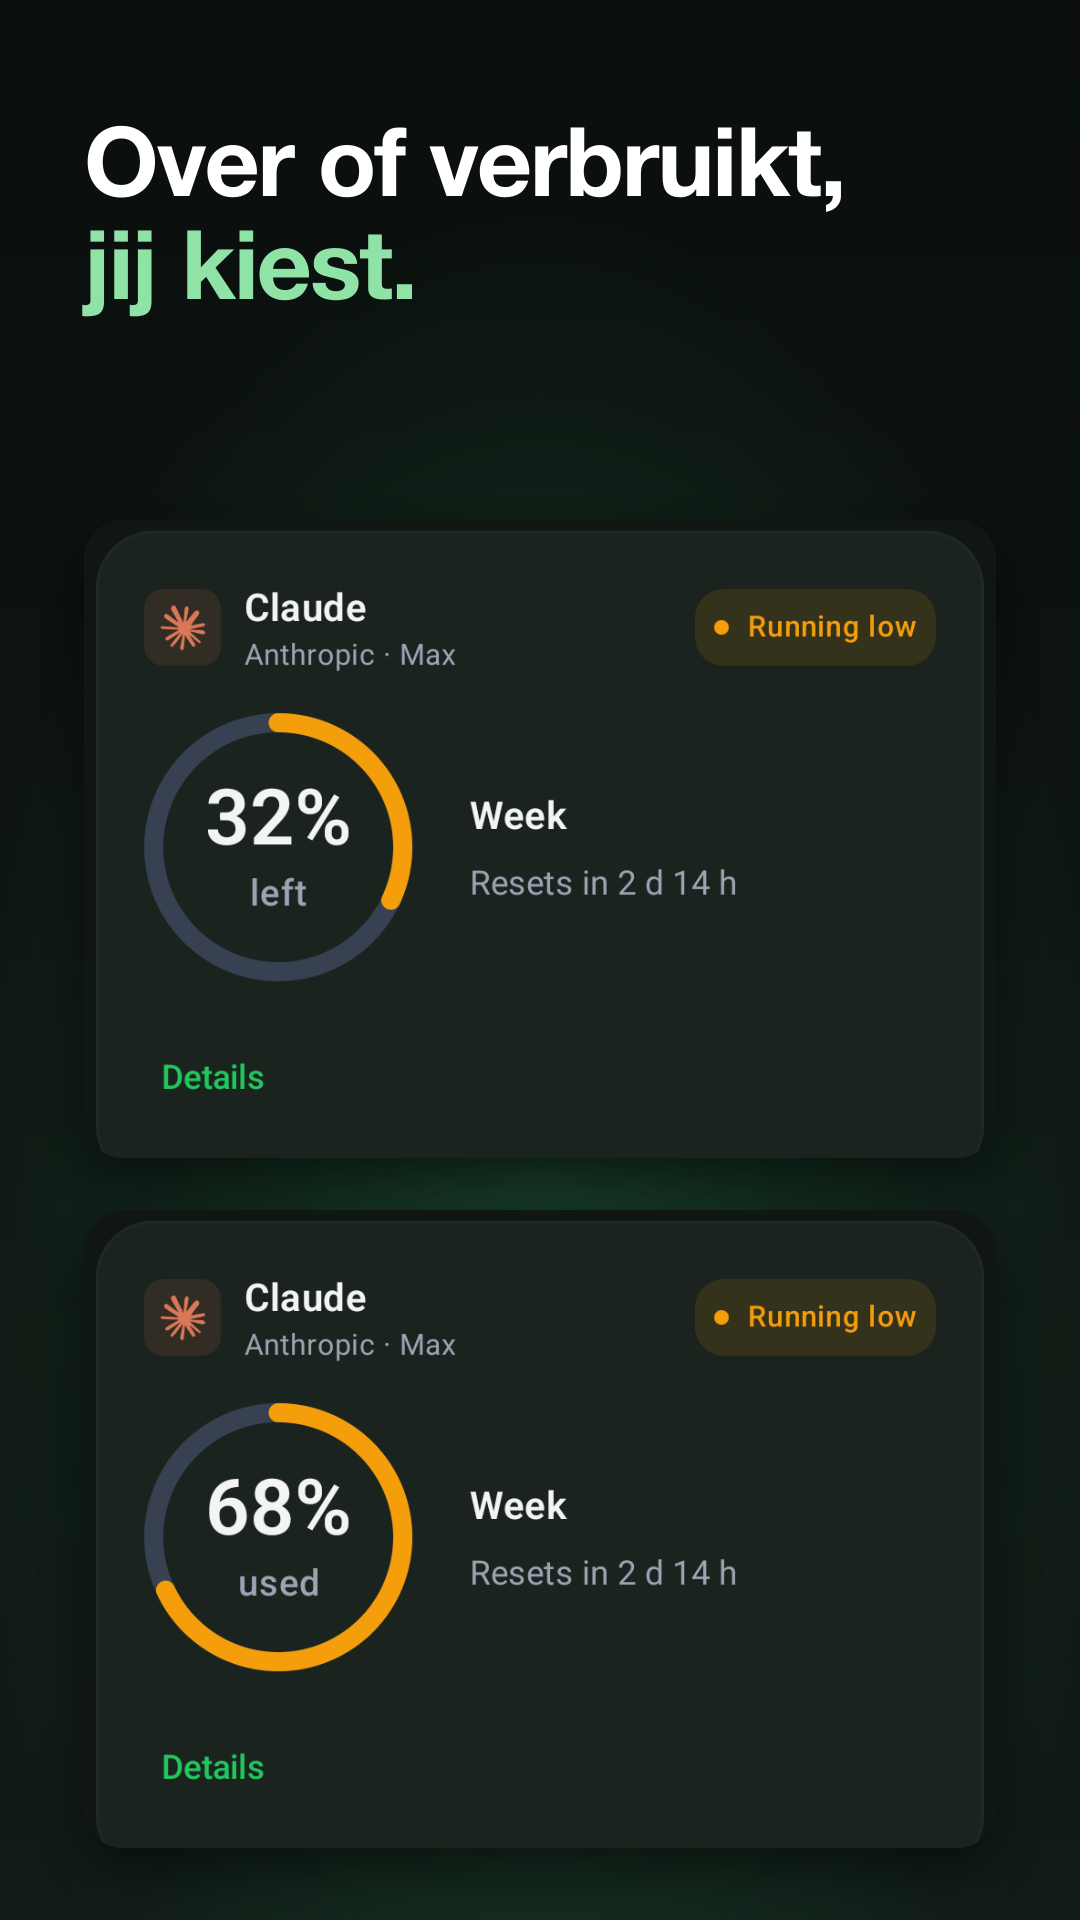 Over of verbruikt,
jij kiest.
Claude
Anthropic · Max
Running low
32%
left
Week
Resets in 2 d 14 h
Details
Claude
Anthropic · Max
Running low
68%
used
Week
Resets in 2 d 14 h
Details